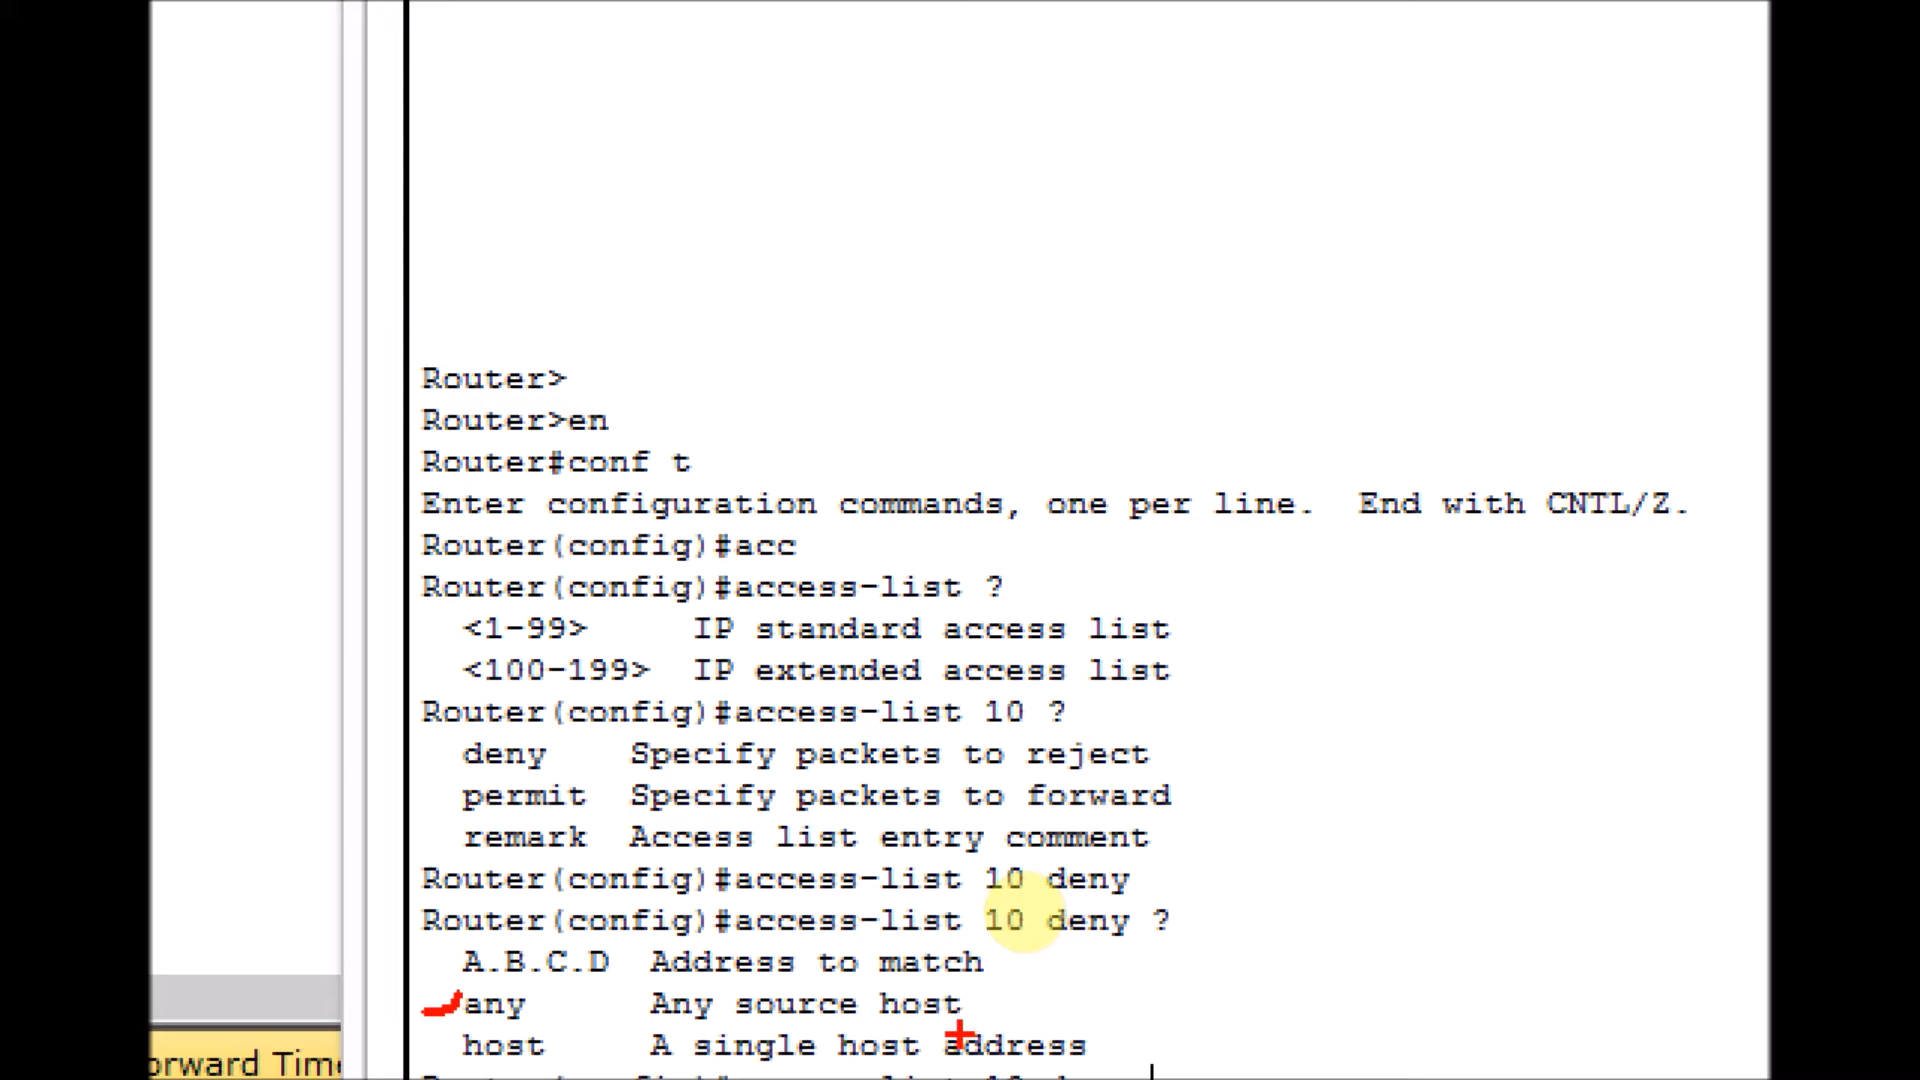 Router>
Router>en
Router#conf t
Enter configuration commands, one per line.  End with CNTL/Z.
Router(config)#acc
Router(config)#access-list ?
  <1-99>     IP standard access list
  <100-199>  IP extended access list
Router(config)#access-list 10 ?
  deny    Specify packets to reject
  permit  Specify packets to forward
  remark  Access list entry comment
Router(config)#access-list 10 deny
Router(config)#access-list 10 deny ?
  A.B.C.D  Address to match
  any      Any source host
  host     A single host address
orward Time